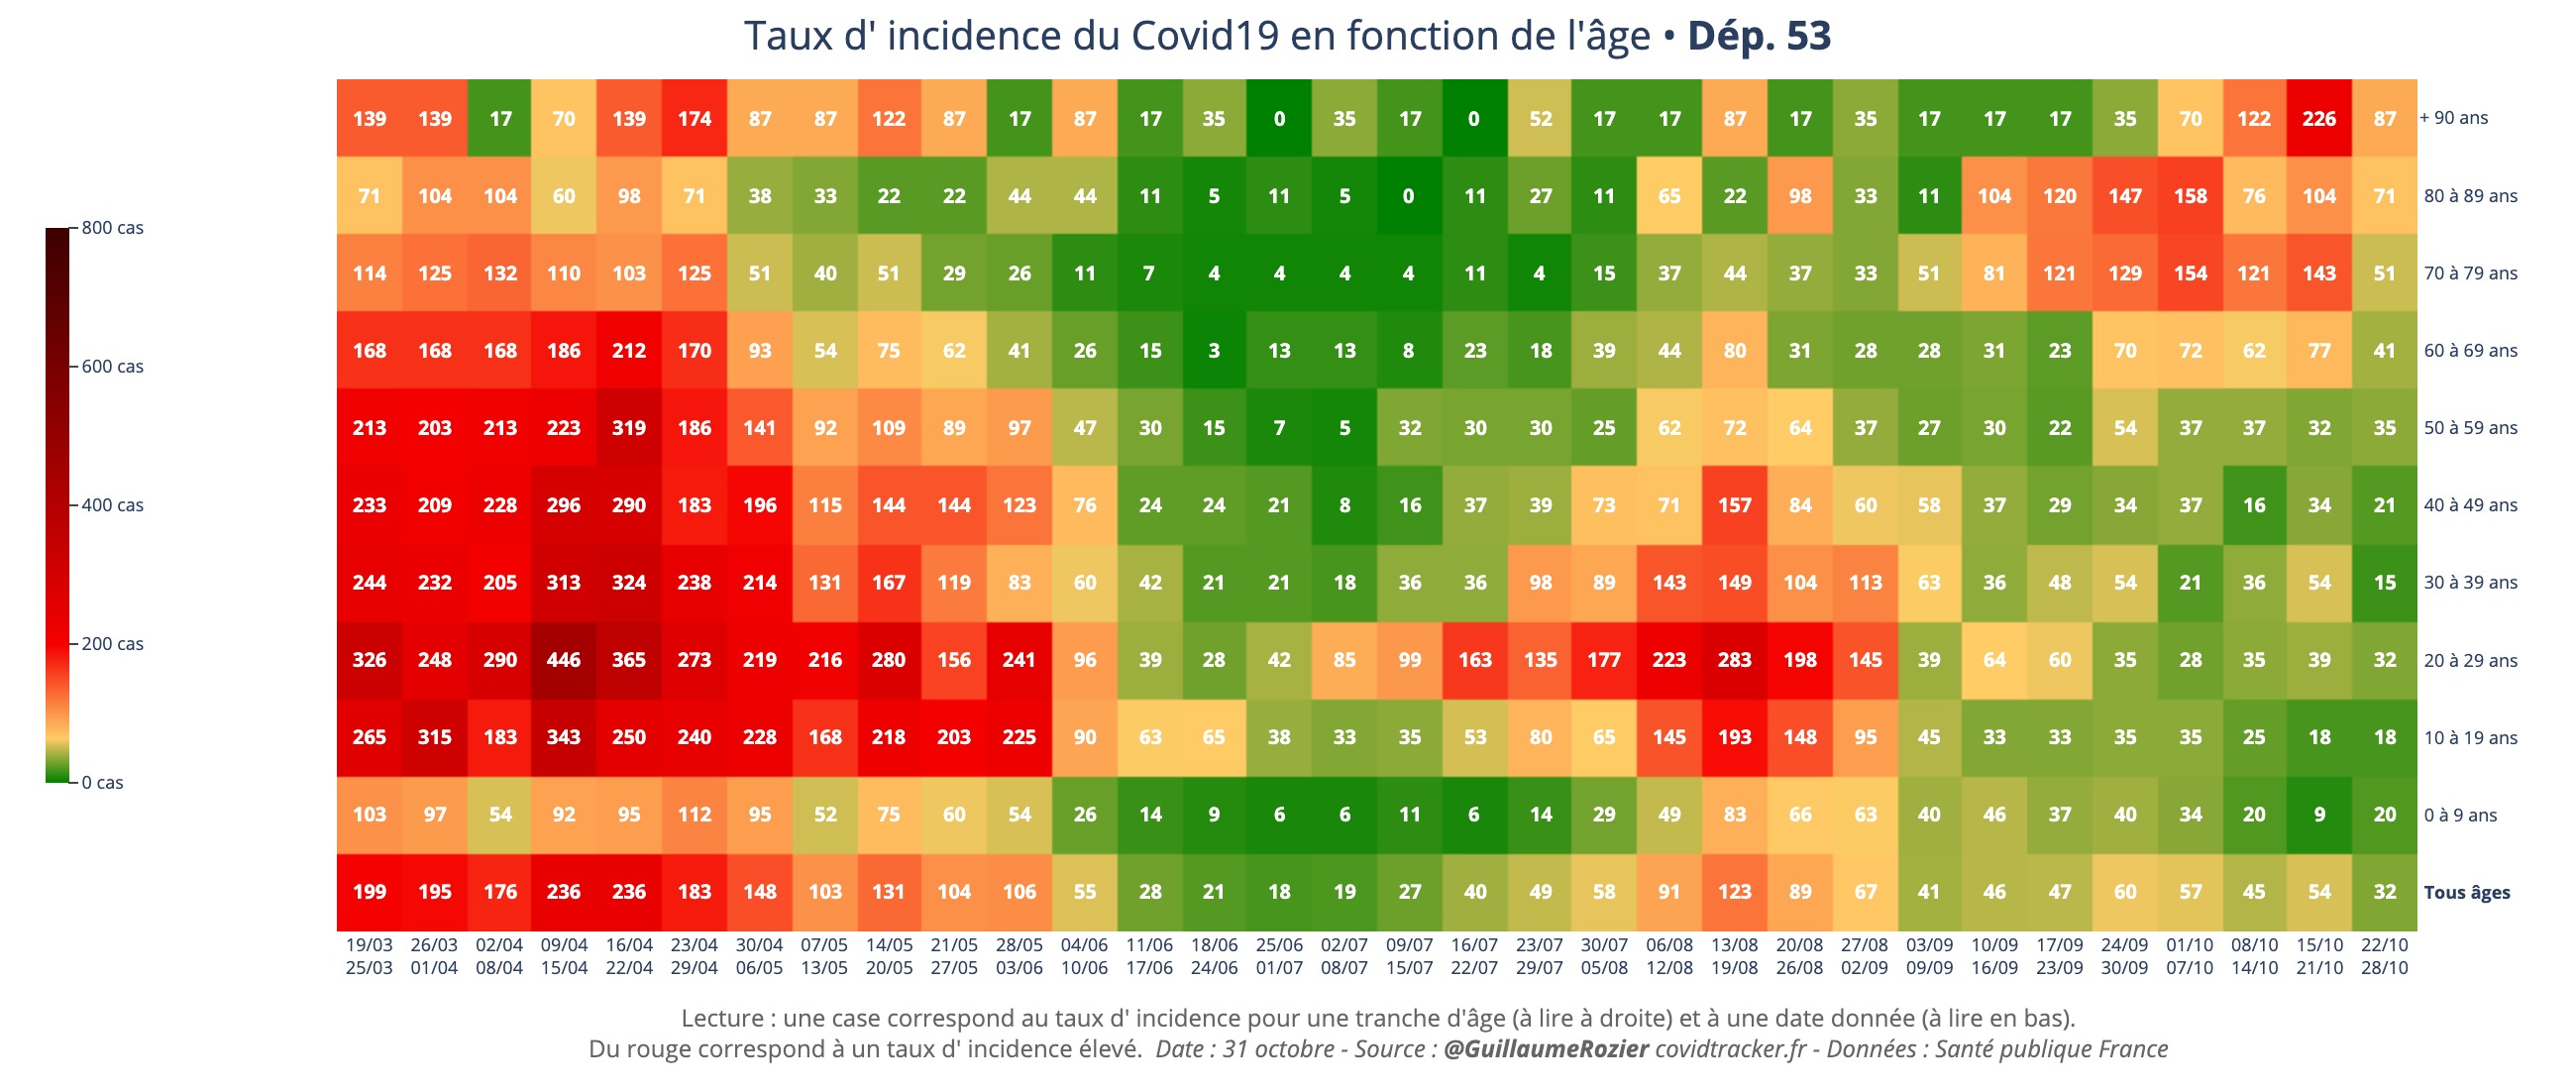 Taux d' incidence du Covid19 en fonction de l'âge • Dép. 53
139 139 17 70 139 174 87 87 122 87 17 87 17 35 0 35 17 0 52 17 17 87 17 35 17 17 17 35 70 122 226 87 + 90 ans
71 104 104 60 98 71 38 33 22 22 44 44 11 5 11 5 0 11 27 11 65 22 98 33 11 104 120 147 158 76 104 71 80 à 89 ans
800 cas
114 125 132 110 103 125 51 40 51 29 26 11 7 4 4 4 4 11 4 15 37 44 37 33 51 81 121 129 154 121 143 51 70 à 79 ans
168 168 168 186 212 170 93 54 75 62 41 26 15 3 13 13 8 23 18 39 44 80 31 28 28 31 23 70 72 62 77 41 60 à 69 ans
600 cas
213 203 213 223 319 186 141 92 109 89 97 47 30 15 7 5 32 30 30 25 62 72 64 37 27 30 22 54 37 37 32 35 50 à 59 ans
400 cas
233 209 228 296 290 183 196 115 144 144 123 76 24 24 21 8 16 37 39 73 71 157 84 60 58 37 29 34 37 16 34 21 40 à 49 ans
244 232 205 313 324 238 214 131 167 119 83 60 42 21 21 18 36 36 98 89 143 149 104 113 63 36 48 54 21 36 54 15 30 à 39 ans
200 cas
326 248 290 446 365 273 219 216 280 156 241 96 39 28 42 85 99 163 135 177 223 283 198 145 39 64 60 35 28 35 39 32 20 à 29 ans
265 315 183 343 250 240 228 168 218 203 225 90 63 65 38 33 35 53 80 65 145 193 148 95 45 33 33 35 35 25 18 18 10 à 19 ans
0 cas
103 97 54 92 95 112 95 52 75 60 54 26 14 9 6 6 11 6 14 29 49 83 66 63 40 46 37 40 34 20 9 20 0 à 9 ans
199 195 176 236 236 183 148 103 131 104 106 55 28 21 18 19 27 40 49 58 91 123 89 67 41 46 47 60 57 45 54 32 Tous âges
19/03 26/03 02/04 09/04 16/04 23/04 30/04 07/05 14/05 21/05 28/05 04/06 11/06 18/06 25/06 02/07 09/07 16/07 23/07 30/07 06/08 13/08 20/08 27/08 03/09 10/09 17/09 24/09 01/10 08/10 15/10 22/10
25/03 01/04 08/04 15/04 22/04 29/04 06/05 13/05 20/05 27/05 03/06 10/06 17/06 24/06 01/07 08/07 15/07 22/07 29/07 05/08 12/08 19/08 26/08 02/09 09/09 16/09 23/09 30/09 07/10 14/10 21/10 28/10
Lecture : une case correspond au taux d' incidence pour une tranche d'âge (à lire à droite) et à une date donnée (à lire en bas).
Du rouge correspond à un taux d' incidence élevé. Date : 31 octobre - Source : @GuillaumeRozier covidtracker.fr - Données : Santé publique France